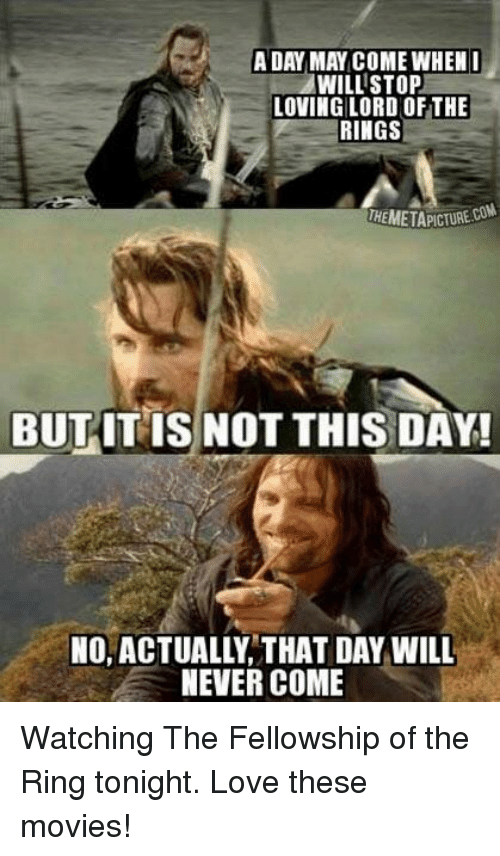 A DAY MAY COME WHEN I
WILL STOP
LOVING LORD OF THE
RINGS
THEMETAPICTURE.COM
BUT IT IS NOT THIS DAY!
NO, ACTUALLY, THAT DAY WILL
NEVER COME
Watching The Fellowship of the
Ring tonight. Love these
movies!